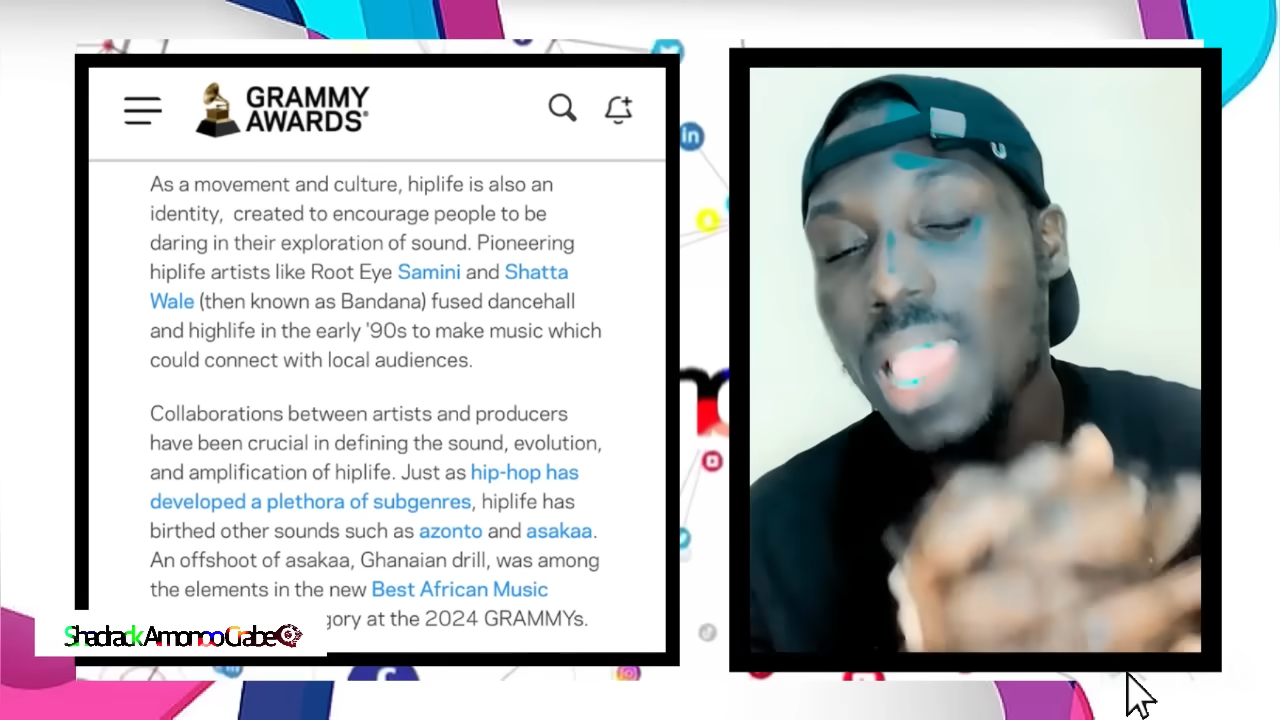 GRAMMY
AWARDS®
As a movement and culture, hiplife is also an
identity, created to encourage people to be
daring in their exploration of sound. Pioneering
hiplife artists like Root Eye Samini and Shatta
Wale (then known as Bandana) fused dancehall
and highlife in the early '90s to make music which
could connect with local audiences.
Collaborations between artists and producers
have been crucial in defining the sound, evolution,
and amplification of hiplife. Just as hip-hop has
developed a plethora of subgenres, hiplife has
birthed other sounds such as azonto and asakaa.
An offshoot of asakaa, Ghanaian drill, was among
the elements in the new Best African Music
gory at the 2024 GRAMMYs.
in